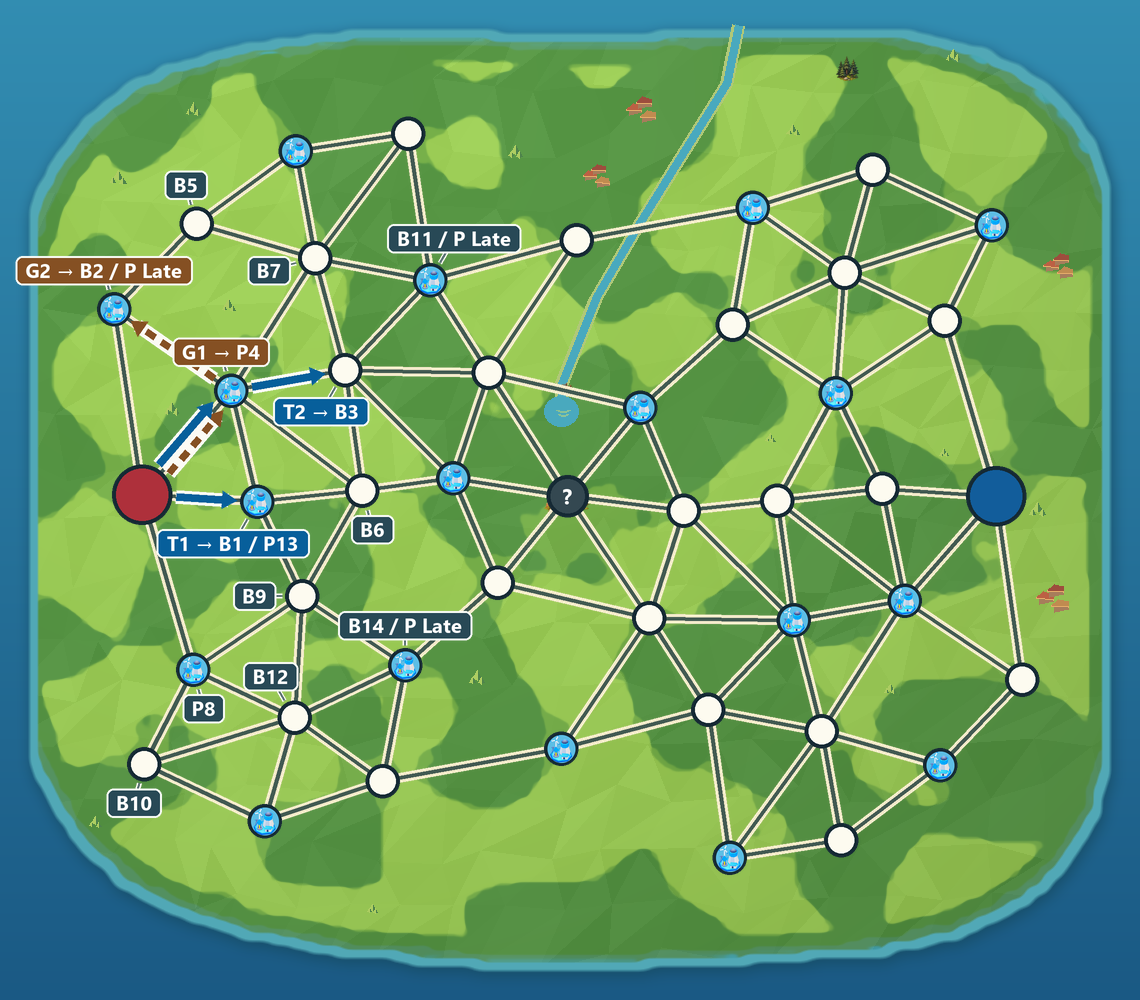 B5
B11 / P Late
G2 → B2 / P Late
B7
G1 → P4
T2 → B3
?
B6
T1 → B1 / P13
B9
B14 / P Late
B12
P8
B10